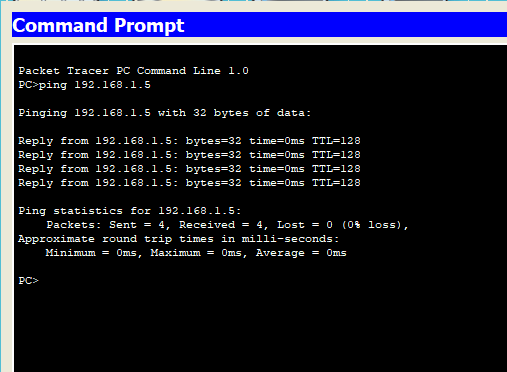 Command Prompt
Packet Tracer PC Command Line 1.0
PC>ping 192.168.1.5
Pinging 192.168.1.5 with 32 bytes of data:
Reply from 192.168.1.5: bytes=32 time=0ms TTL=128
Reply from 192.168.1.5: bytes=32 time=0ms TTL=128
Reply from 192.168.1.5: bytes=32 time=0ms TTL=128
Reply from 192.168.1.5: bytes=32 time=0ms TTL=128
Ping statistics for 192.168.1.5:
Packets: Sent = 4, Received = 4, Lost = 0 (0% loss),
Approximate round trip times in milli-seconds:
Minimum = 0ms, Maximum = 0ms, Average = 0ms
PC>